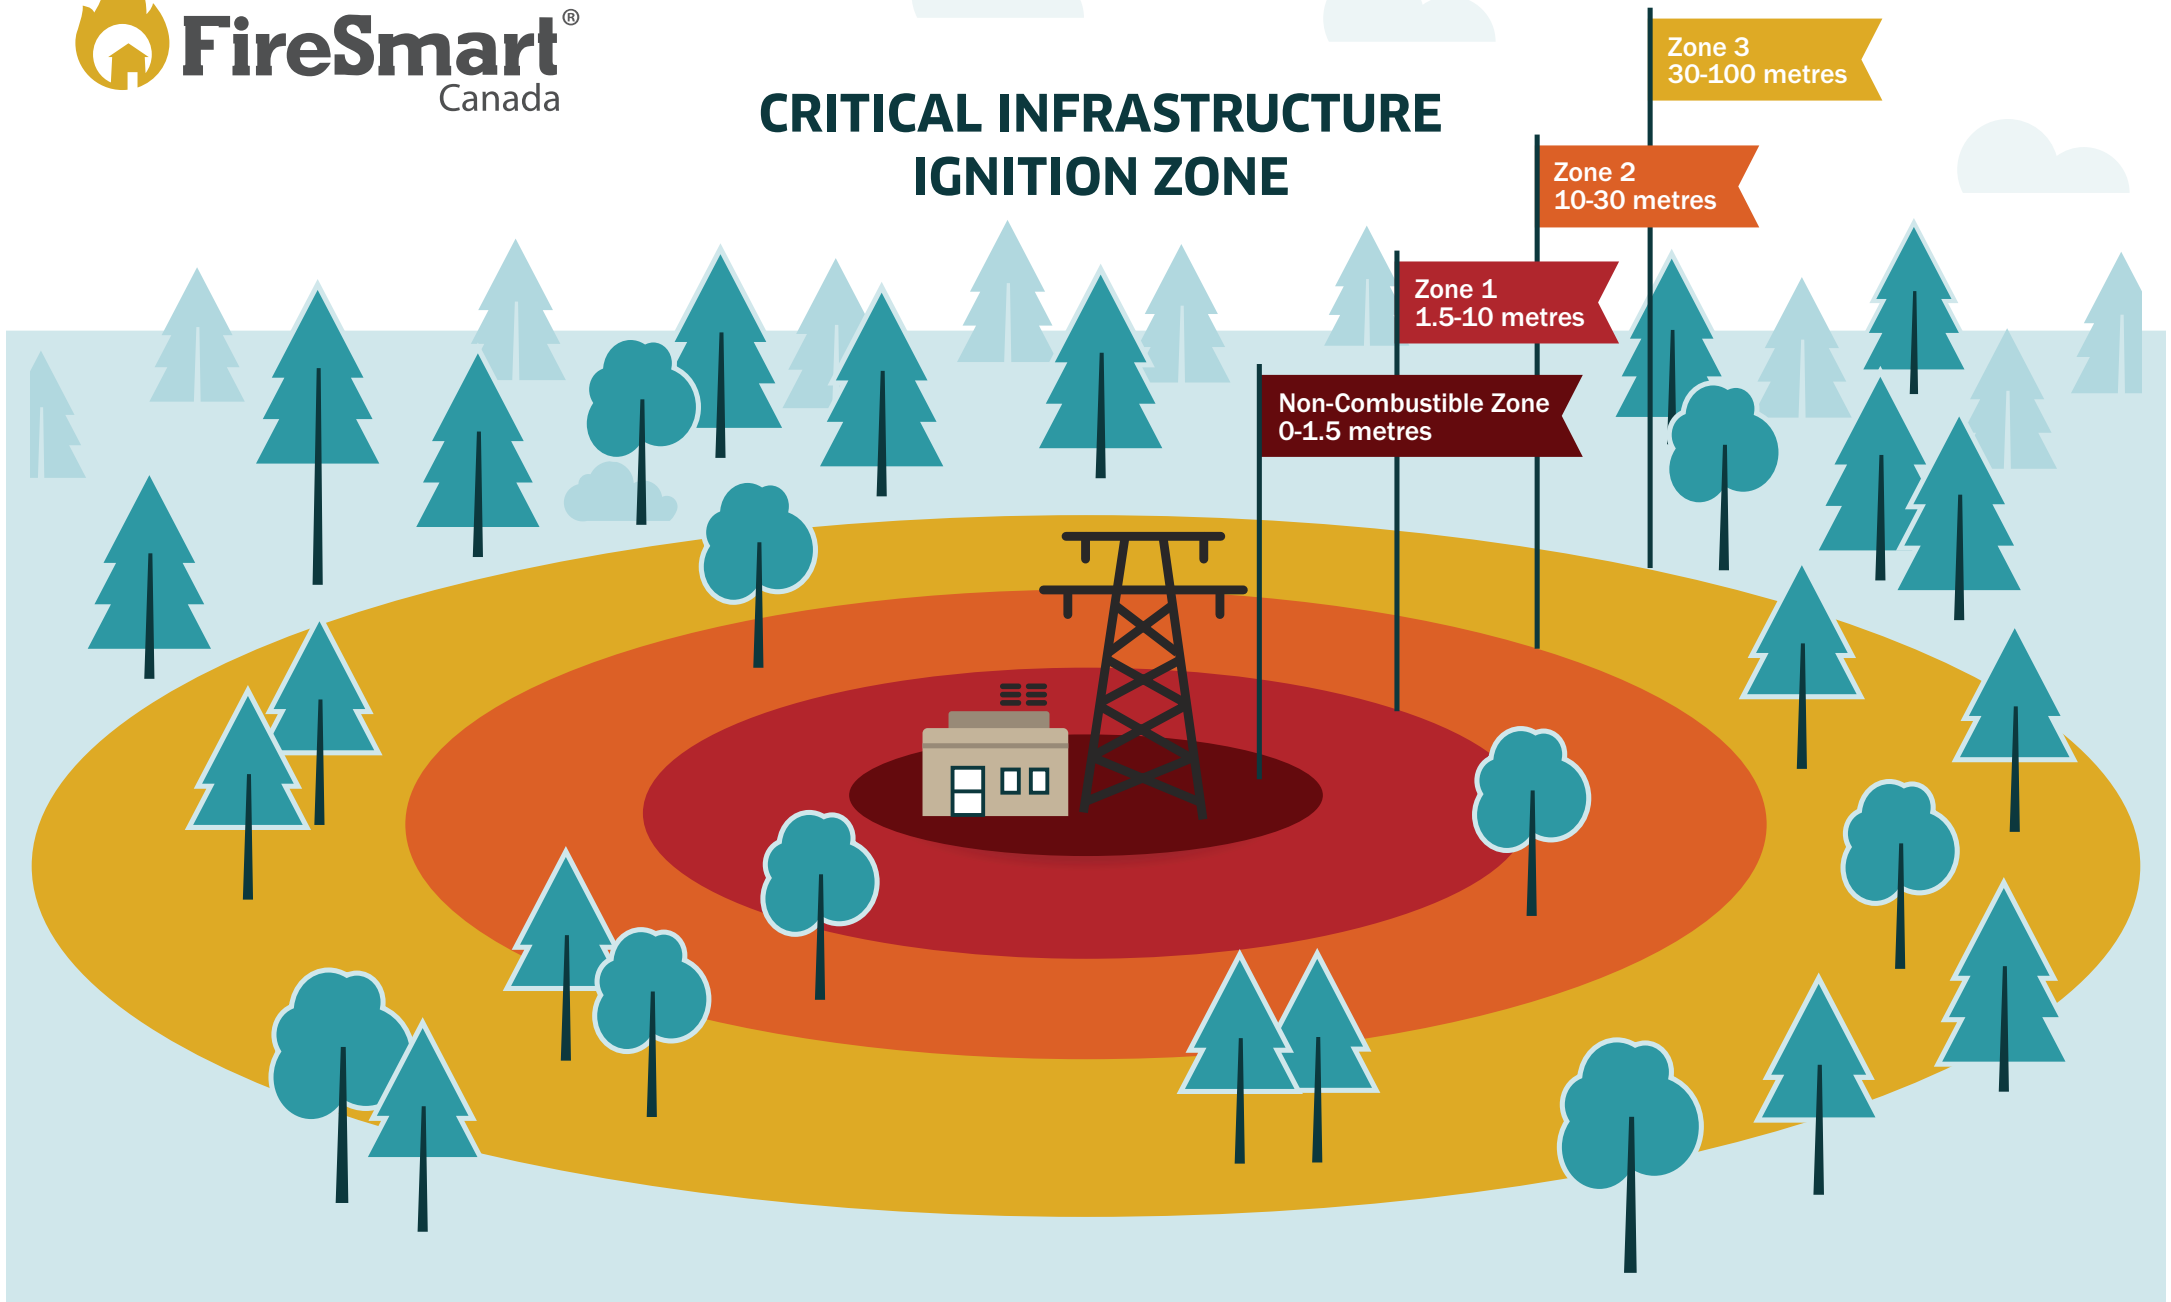 FireSmart®
Canada
CRITICAL INFRASTRUCTURE
IGNITION ZONE
Zone 3
30-100 metres
Zone 2
10-30 metres
Zone 1
1.5-10 metres
Non-Combustible Zone
0-1.5 metres